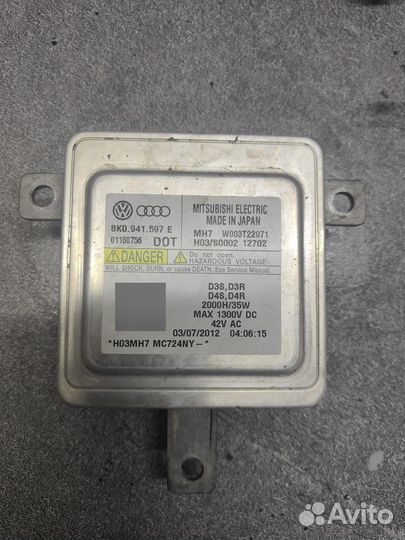 8K0.941.597 E
01160756 DOT
MITSUBISHI ELECTRIC
MADE IN JAPAN
MH7 W003T22071
H03/S0002 12702
DANGER
Do not open.
HAZARDOUS VOLTAGE
WILL SHOCK, BURN, or cause DEATH. See Service Manual.
D3S,D3R
D4S,D4R
2000H/35W
MAX 1300V DC
42V AC
03/07/2012 04:06:15
*H03MH7 MC724NY-*
Avito